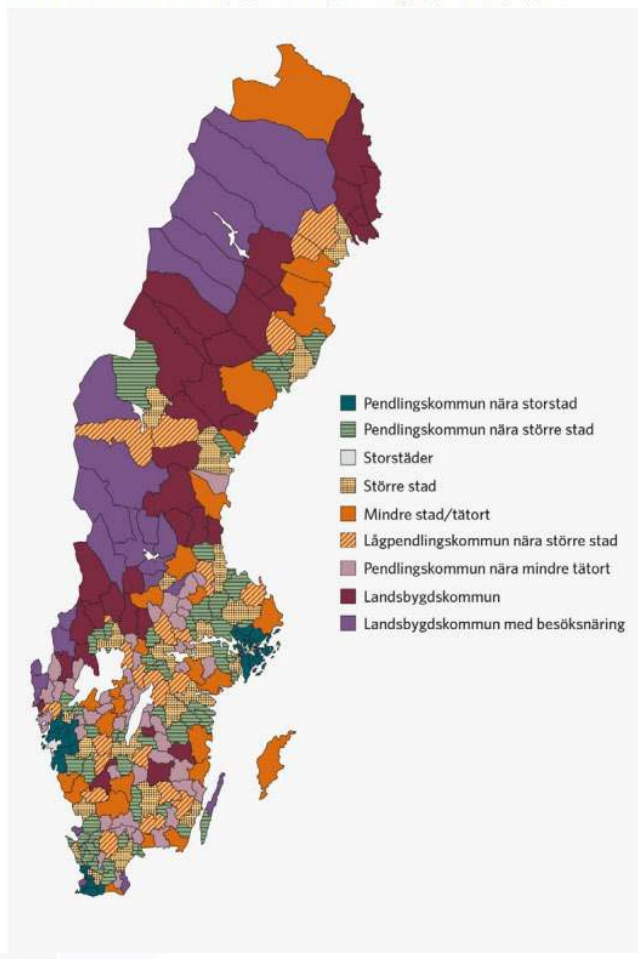 Pendlingskommun nära storstad
Pendlingskommun nära större stad
Storstäder
Större stad
Mindre stad/tätort
Lågpendlingskommun nära större stad
Pendlingskommun nära mindre tätort
Landsbygdskommun
Landsbygdskommun med besöksnäring